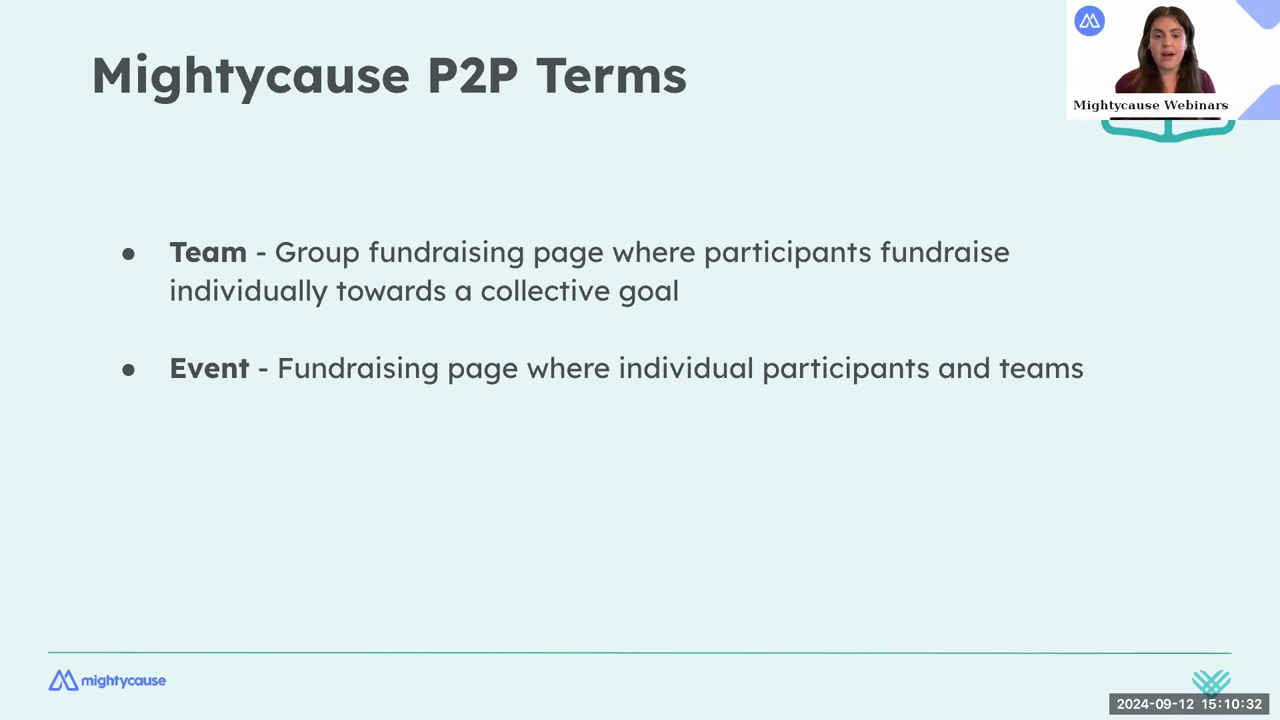 Mightycause P2P Terms
Mightycause Webinars
● Team - Group fundraising page where participants fundraise
individually towards a collective goal
● Event - Fundraising page where individual participants and teams
mightycause
2024-09-12 15:10:32